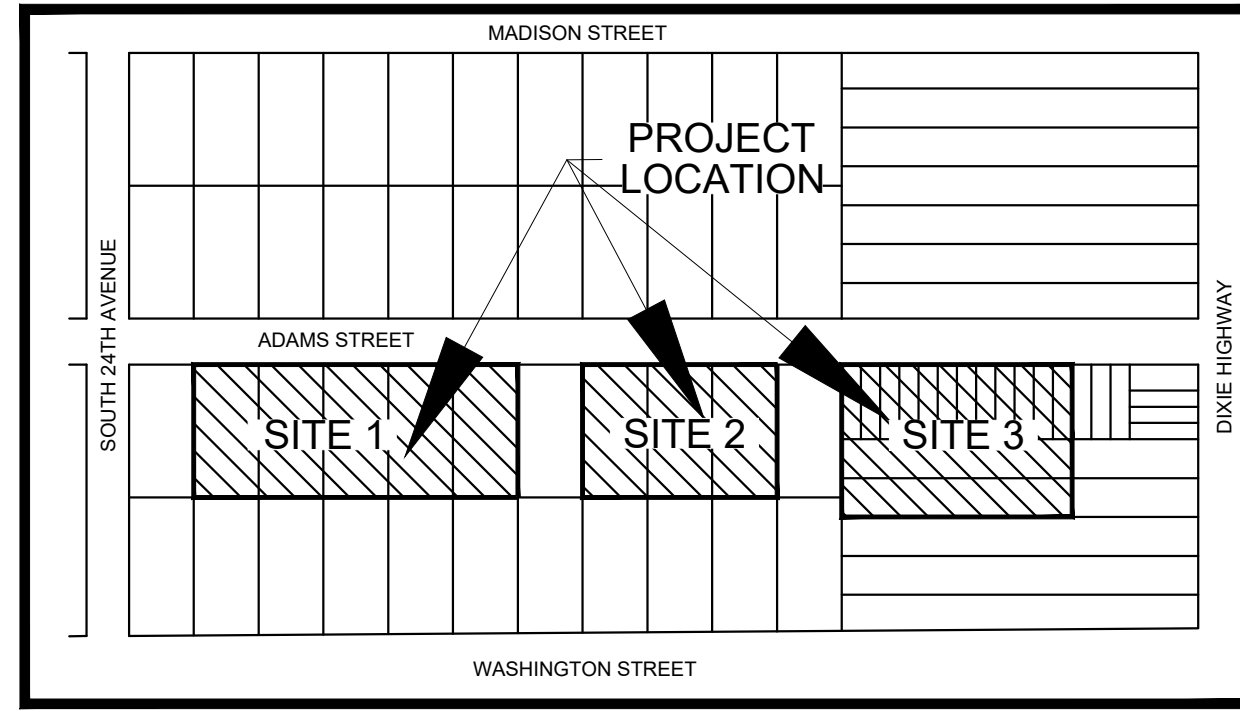 MADISON STREET
PROJECT
LOCATION
SOUTH 24TH AVENUE
ADAMS STREET
DIXIE HIGHWAY
SITE 1
SITE 2
SITE 3
WASHINGTON STREET